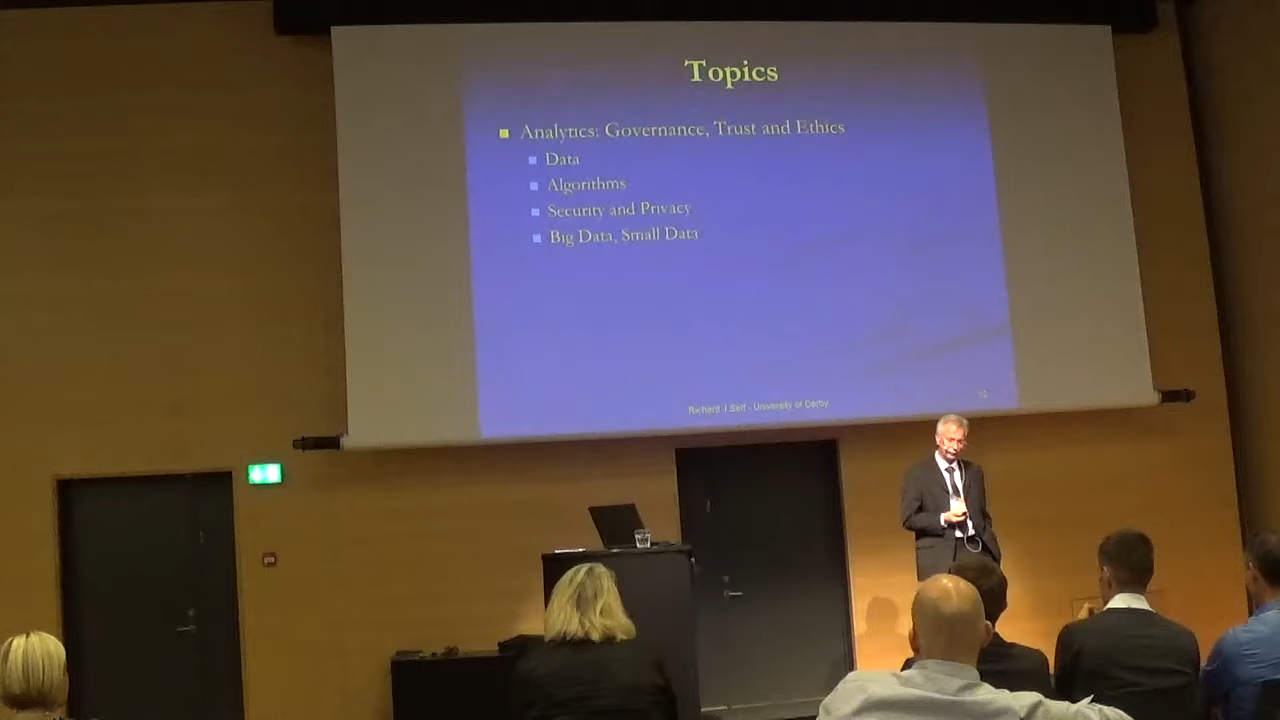 Topics
Analytics: Governance, Trust and Ethics
Data
Algorithms
Security and Privacy
Big Data, Small Data
Richard J Self - University of Derby